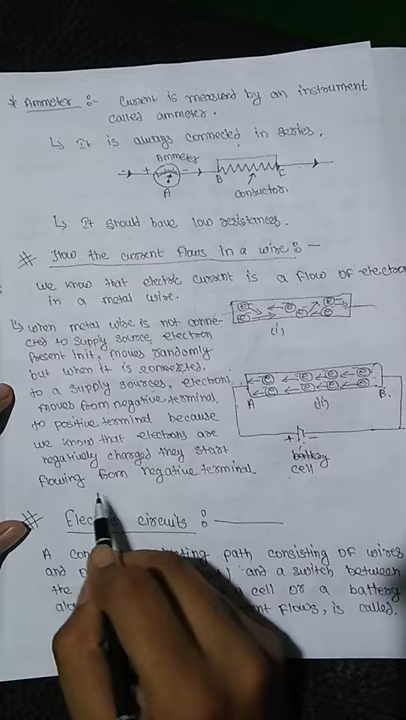 * Ammeter :- Current is measured by an instrument
called ammeter.
↳ It is always connected in series.
Ammeter
+ -
A B C
conductor.
↳ It should have low resistances.
# How the current flows in a wire :-
we know that electric current is a flow of electron
in a metal wire.
↳ when metal wire is not conne-
cted to supply source, electron
Present in it, moves randomly
but when it is connected.
to a supply sources, electrons
moves from negative terminal
to positive terminal because
we know that electrons are
negatively charged they start
flowing from negative terminal.
(i)
A B.
(ii)
+ -
battery
cell
# circuits :
A path consisting of wires
and and a switch between
the a cell or a battery
flows, is called.